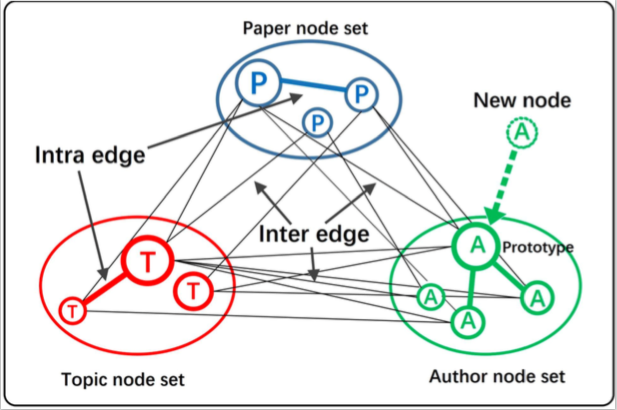 Paper node set
P
P
P
New node
A
Intra edge
Inter edge
T
T
T
A
Prototype
A
A
A
Topic node set
Author node set